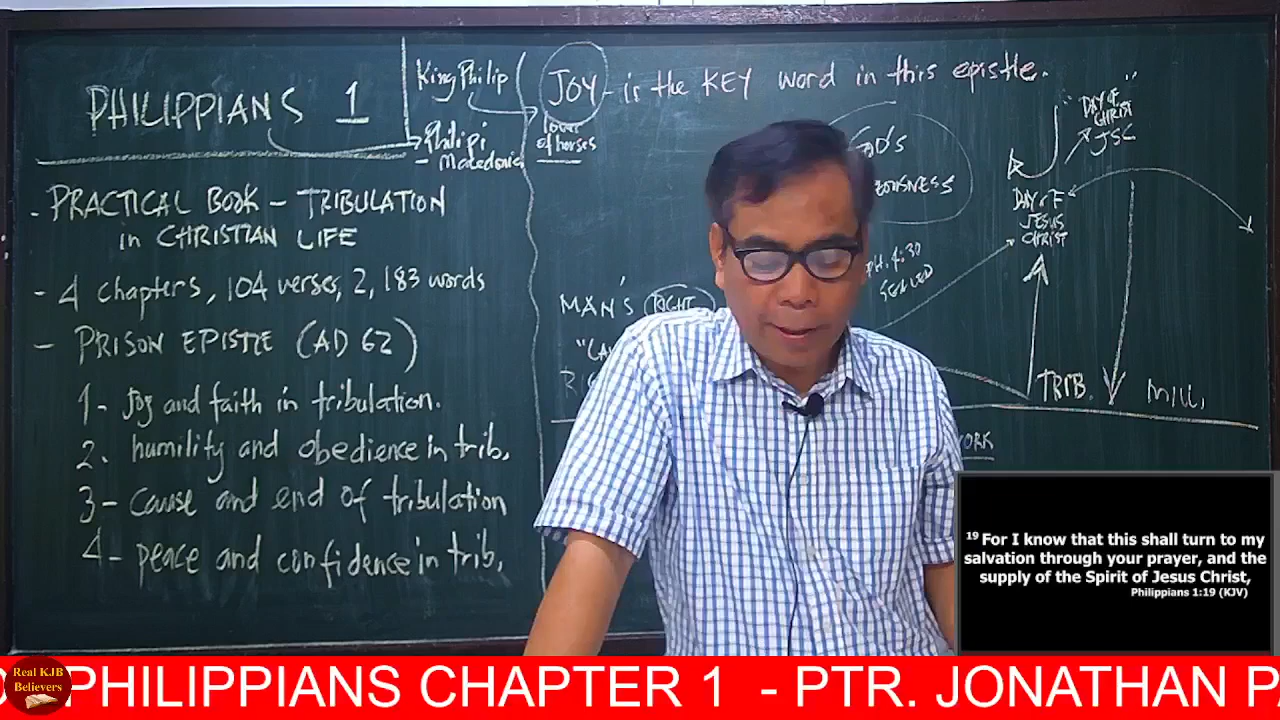 PHILIPPIANS 1
King Philip
Philipi
- Macedonia
lover
of horses
JOY - is the KEY word in this epistle.
- PRACTICAL BOOK - TRIBULATION
in CHRISTIAN LIFE
- 4 chapters, 104 verses, 2,183 words
- PRISON EPISTLE (AD 62)
1- joy and faith in tribulation.
2. humility and obedience in trib.
3- cause and end of tribulation
4- peace and confidence in trib.
MAN'S RIGHT
4:30
SEALED
"DAY OF
CHRIST"
JSC
DAY OF
JESUS
CHRIST
TRIB.
MILL.
19 For I know that this shall turn to my
salvation through your prayer, and the
supply of the Spirit of Jesus Christ,
Philippians 1:19 (KJV)
Real KJB
Believers
PHILIPPIANS CHAPTER 1 - PTR. JONATHAN